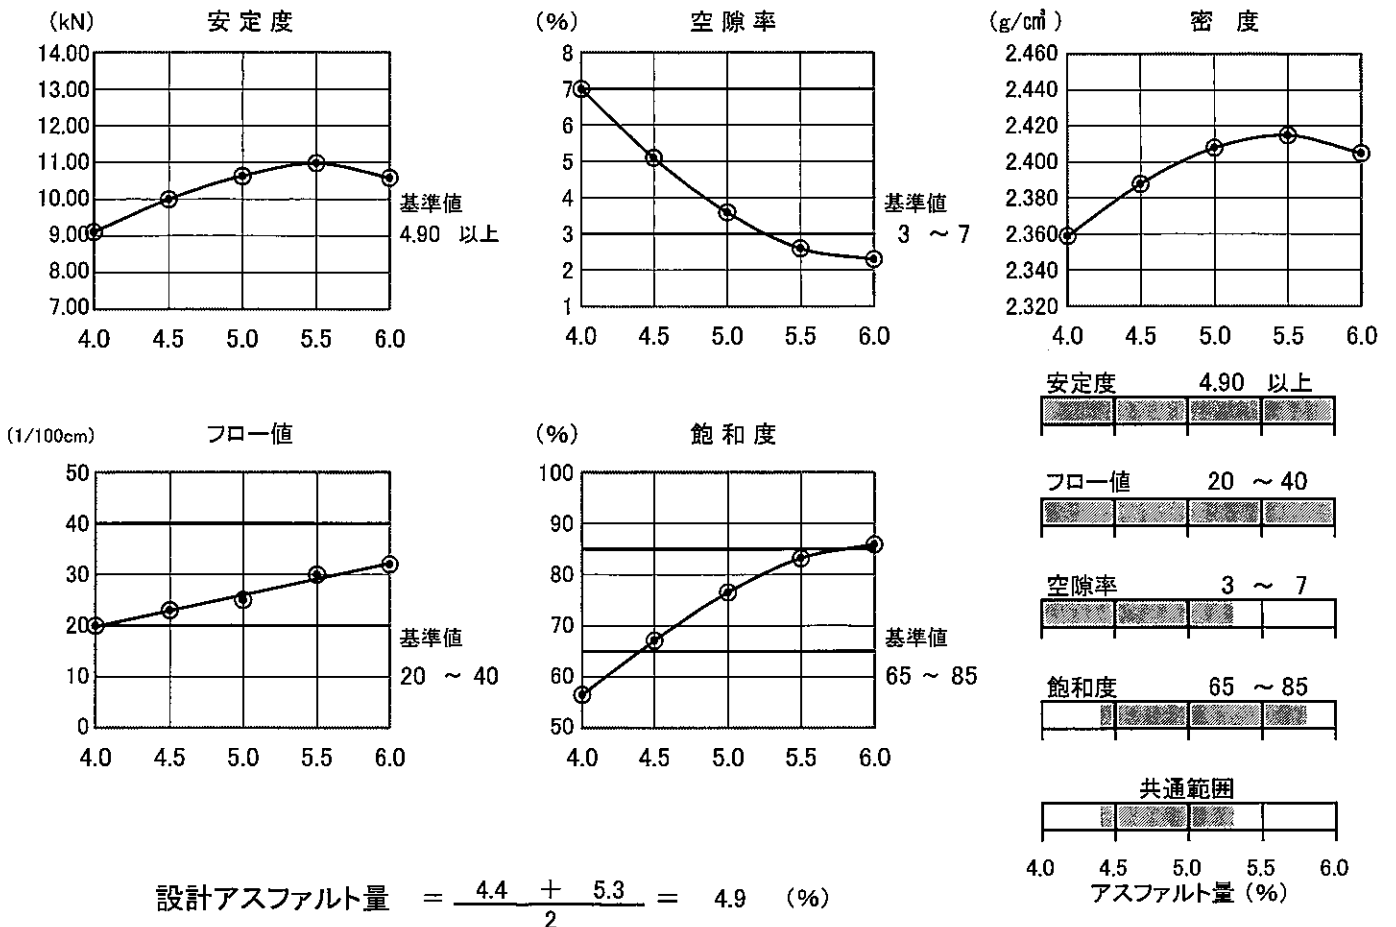 (kN) 安定度
14.00
13.00
12.00
11.00
10.00
9.00
8.00
7.00
4.0 4.5 5.0 5.5 6.0
基準値
4.90 以上
(%) 空隙率
8
7
6
5
4
3
2
1
4.0 4.5 5.0 5.5 6.0
基準値
3 ～ 7
(g/cm³) 密度
2.460
2.440
2.420
2.400
2.380
2.360
2.340
2.320
4.0 4.5 5.0 5.5 6.0
(1/100cm) フロー値
50
40
30
20
10
0
4.0 4.5 5.0 5.5 6.0
基準値
20 ～ 40
(%) 飽和度
100
90
80
70
60
50
4.0 4.5 5.0 5.5 6.0
基準値
65 ～ 85
安定度 4.90 以上
フロー値 20 ～ 40
空隙率 3 ～ 7
飽和度 65 ～ 85
共通範囲
4.0 4.5 5.0 5.5 6.0
アスファルト量 (%)
設計アスファルト量 = 4.4 + 5.3 / 2 = 4.9 (%)